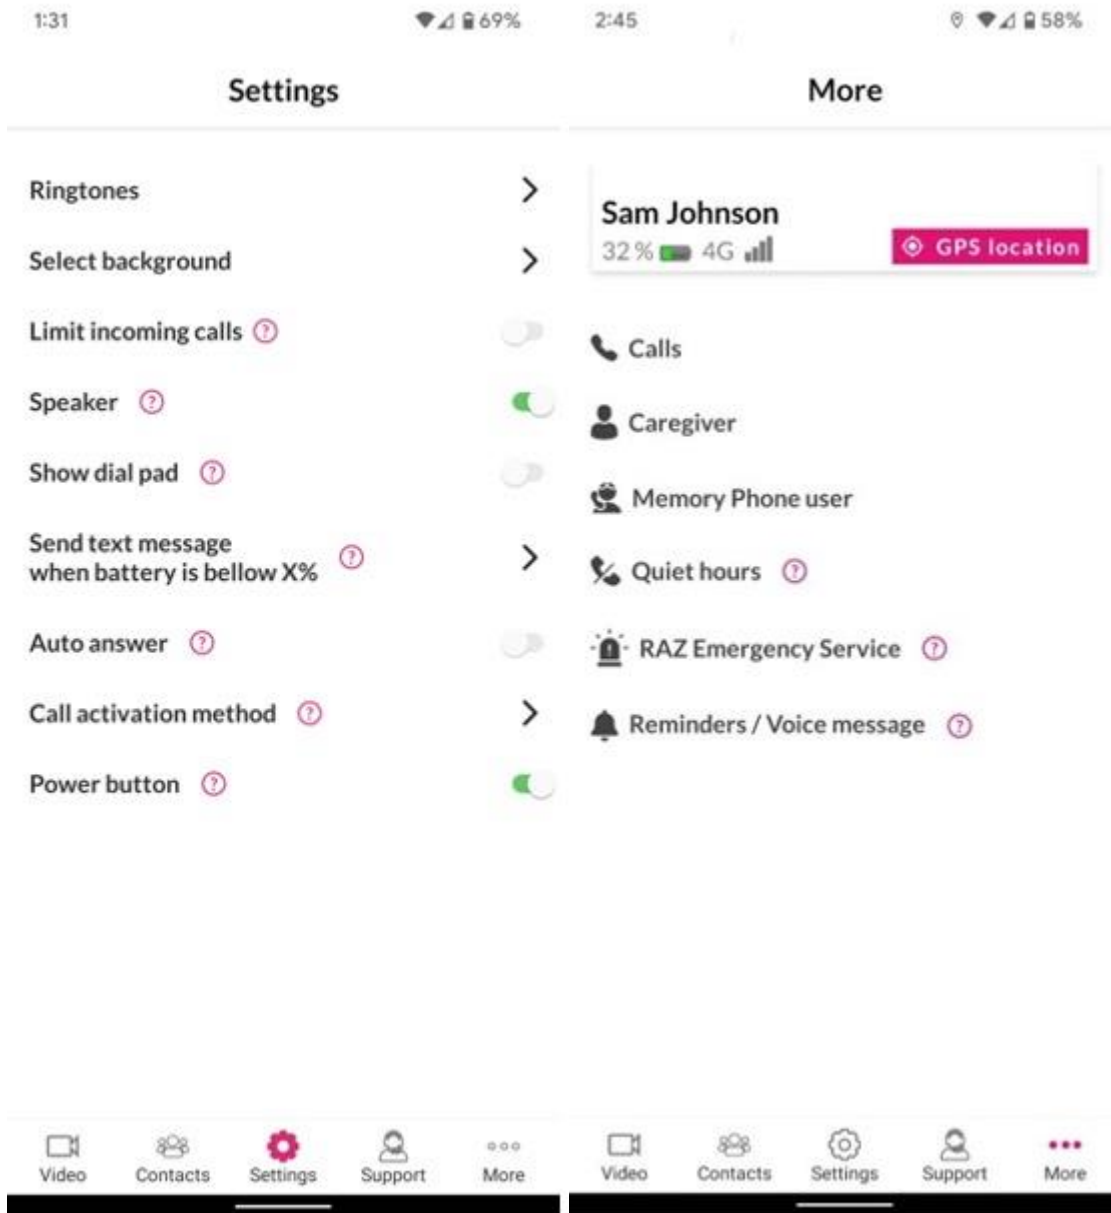 1:31
69%
Settings
Ringtones
Select background
Limit incoming calls ?
Speaker ?
Show dial pad ?
Send text message
when battery is bellow X% ?
Auto answer ?
Call activation method ?
Power button ?
Video Contacts Settings Support More
2:45
58%
More
Sam Johnson
32% 4G
GPS location
Calls
Caregiver
Memory Phone user
Quiet hours ?
RAZ Emergency Service ?
Reminders / Voice message ?
Video Contacts Settings Support More